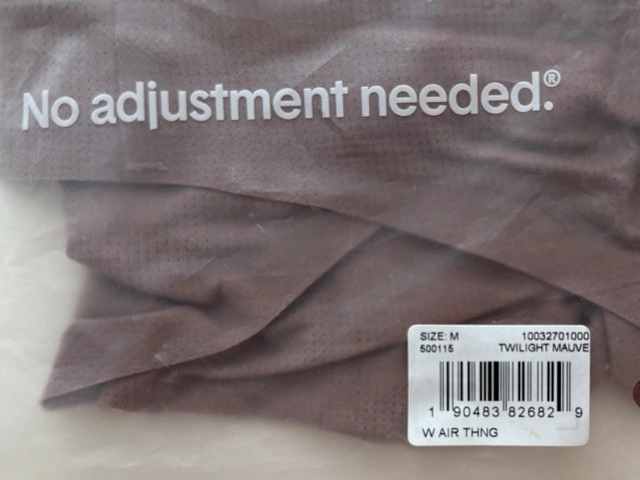 No adjustment needed.®
SIZE: M 10032701000
500115 TWILIGHT MAUVE
1 90483 82682 9
W AIR THNG